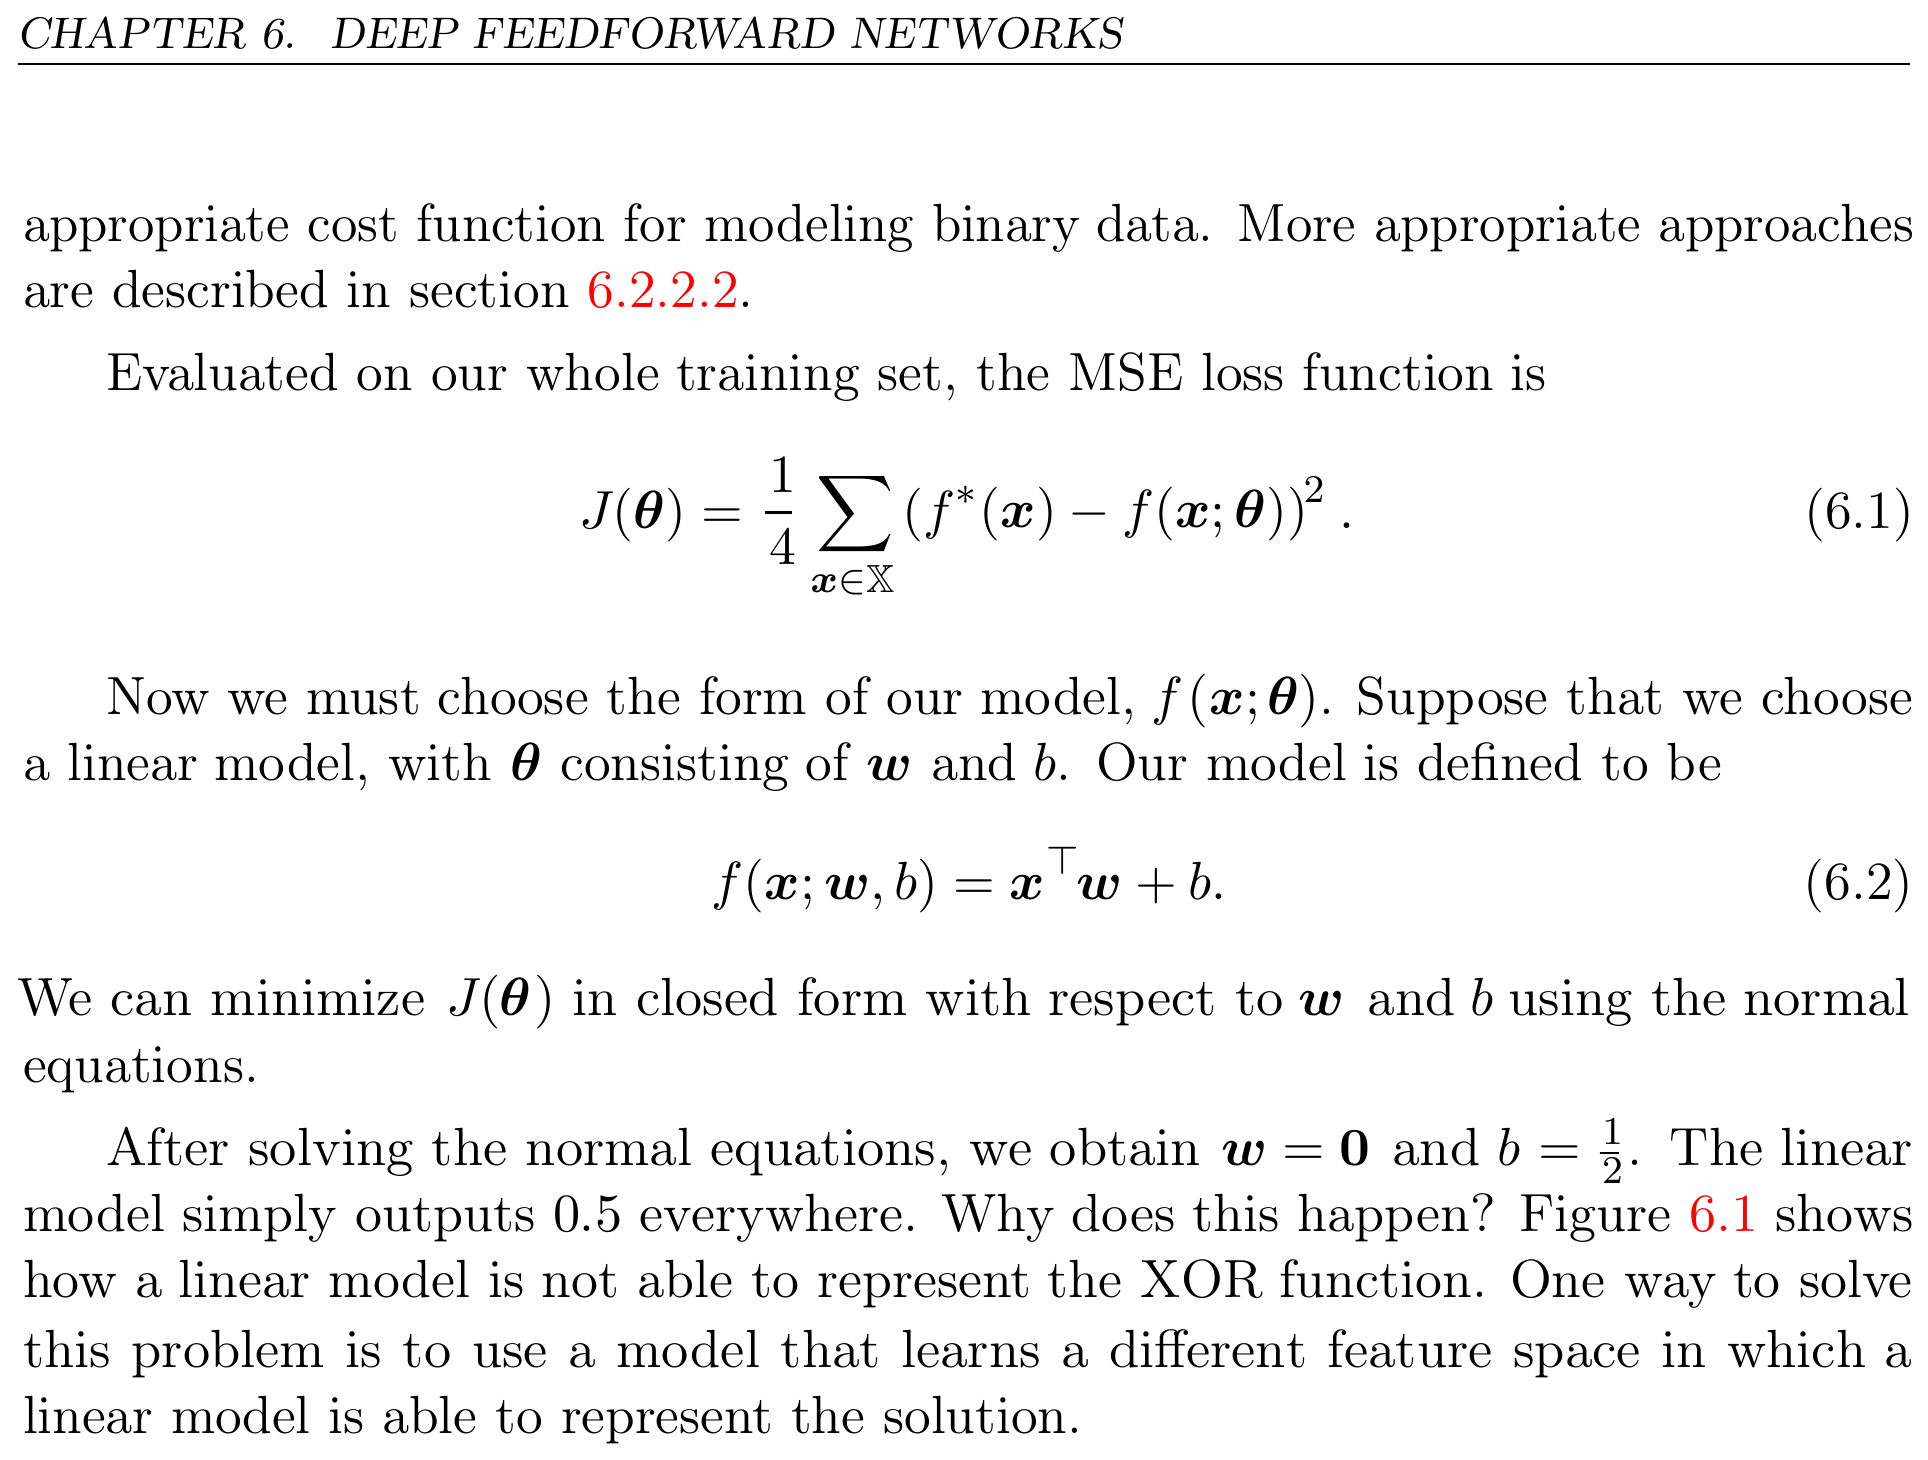 CHAPTER 6. DEEP FEEDFORWARD NETWORKS
appropriate cost function for modeling binary data. More appropriate approaches
are described in section 6.2.2.2.
Evaluated on our whole training set, the MSE loss function is
J(θ) = 1/4 ∑_{x∈𝕏} (f*(x) − f(x; θ))² . (6.1)
Now we must choose the form of our model, f(x; θ). Suppose that we choose
a linear model, with θ consisting of w and b. Our model is defined to be
f(x; w, b) = x^⊤ w + b. (6.2)
We can minimize J(θ) in closed form with respect to w and b using the normal
equations.
After solving the normal equations, we obtain w = 0 and b = 1/2. The linear
model simply outputs 0.5 everywhere. Why does this happen? Figure 6.1 shows
how a linear model is not able to represent the XOR function. One way to solve
this problem is to use a model that learns a different feature space in which a
linear model is able to represent the solution.